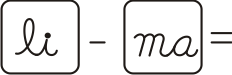 li - ma =